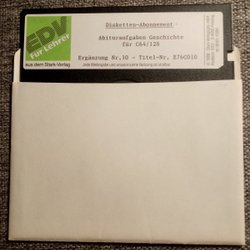 EDV
für Lehrer
aus dem Stark-Verlag
Disketten-Abonnement -
Abituraufgaben Geschichte
für C64/128
Ergänzung Nr.10 - Titel-Nr. E76C010